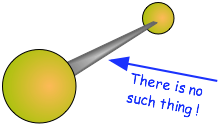 There is no
such thing !